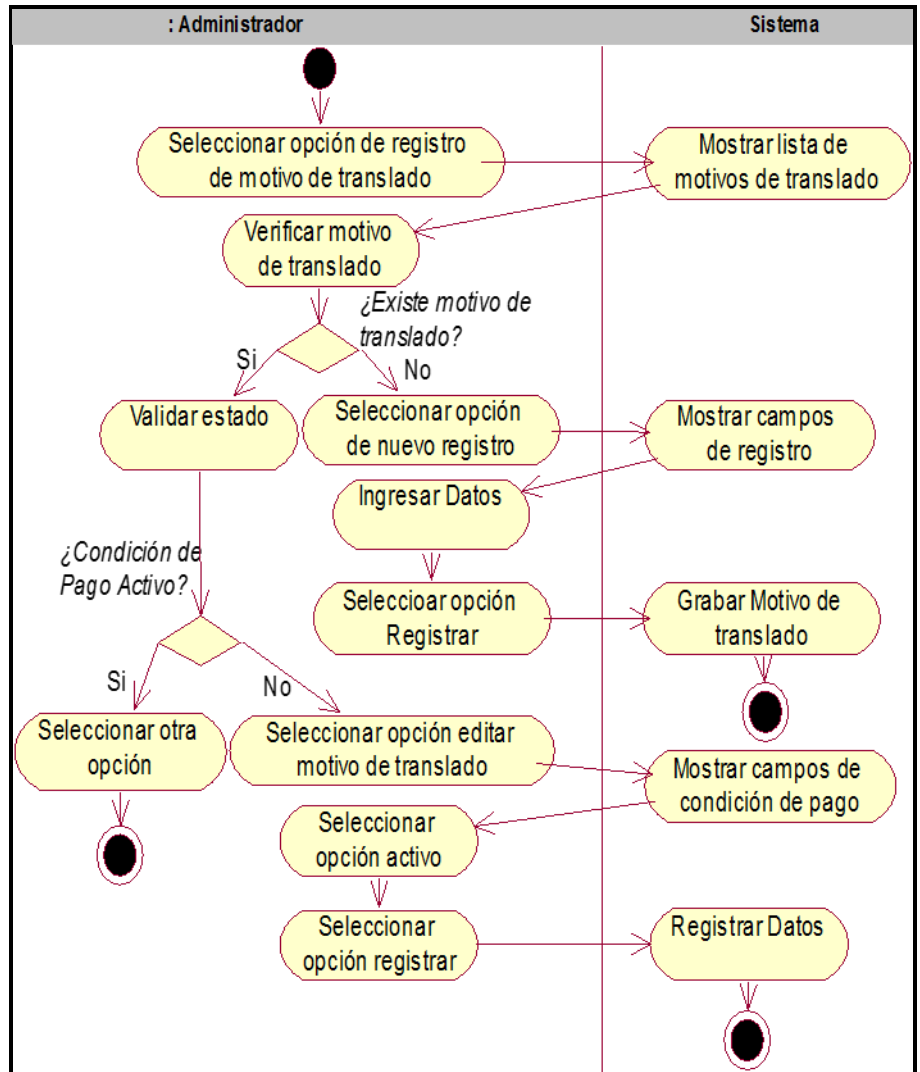 : Administrador
Sistema
Seleccionar opción de registro
de motivo de translado
Mostrar lista de
motivos de translado
Verificar motivo
de translado
¿Existe motivo de
translado?
Si
No
Validar estado
Seleccionar opción
de nuevo registro
Mostrar campos
de registro
Ingresar Datos
¿Condición de
Pago Activo?
Seleccioar opción
Registrar
Grabar Motivo de
translado
Si
No
Seleccionar otra
opción
Seleccionar opción editar
motivo de translado
Mostrar campos de
condición de pago
Seleccionar
opción activo
Seleccionar
opción registrar
Registrar Datos